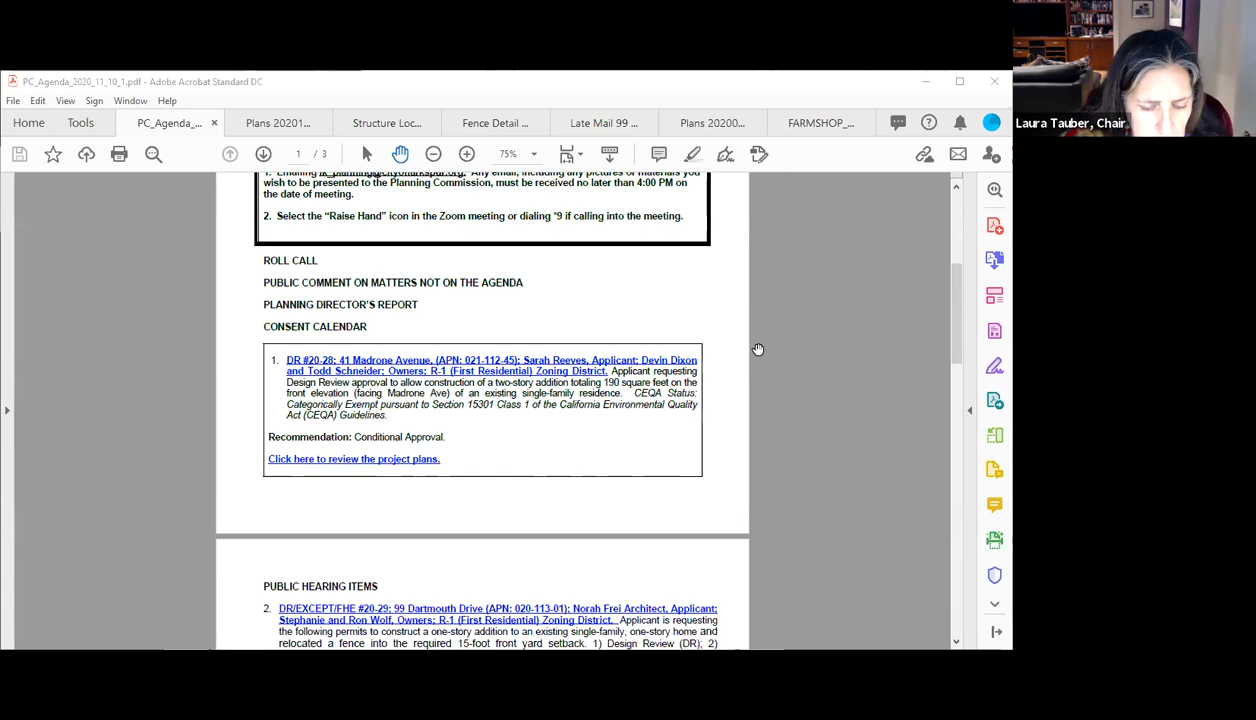 PC_Agenda_2020_11_10_1.pdf - Adobe Acrobat Standard DC
File Edit View Sign Window Help
Home Tools PC_Agenda_... × Plans 20201... Structure Loc... Fence Detail ... Late Mail 99 ... Plans 20200... FARMSHOP_...
1 / 3 75%
wish to be presented to the Planning Commission, must be received no later than 4:00 PM on
the date of meeting.
2. Select the “Raise Hand” icon in the Zoom meeting or dialing *9 if calling into the meeting.
ROLL CALL
PUBLIC COMMENT ON MATTERS NOT ON THE AGENDA
PLANNING DIRECTOR'S REPORT
CONSENT CALENDAR
1. DR #20-28; 41 Madrone Avenue, (APN: 021-112-45); Sarah Reeves, Applicant; Devin Dixon
and Todd Schneider; Owners; R-1 (First Residential) Zoning District. Applicant requesting
Design Review approval to allow construction of a two-story addition totaling 190 square feet on the
front elevation (facing Madrone Ave) of an existing single-family residence. CEQA Status:
Categorically Exempt pursuant to Section 15301 Class 1 of the California Environmental Quality
Act (CEQA) Guidelines.
Recommendation: Conditional Approval.
Click here to review the project plans.
PUBLIC HEARING ITEMS
2. DR/EXCEPT/FHE #20-29; 99 Dartmouth Drive (APN: 020-113-01); Norah Frei Architect, Applicant;
Stephanie and Ron Wolf, Owners; R-1 (First Residential) Zoning District. Applicant is requesting
the following permits to construct a one-story addition to an existing single-family, one-story home and
relocated a fence into the required 15-foot front yard setback. 1) Design Review (DR); 2)
Laura Tauber, Chair